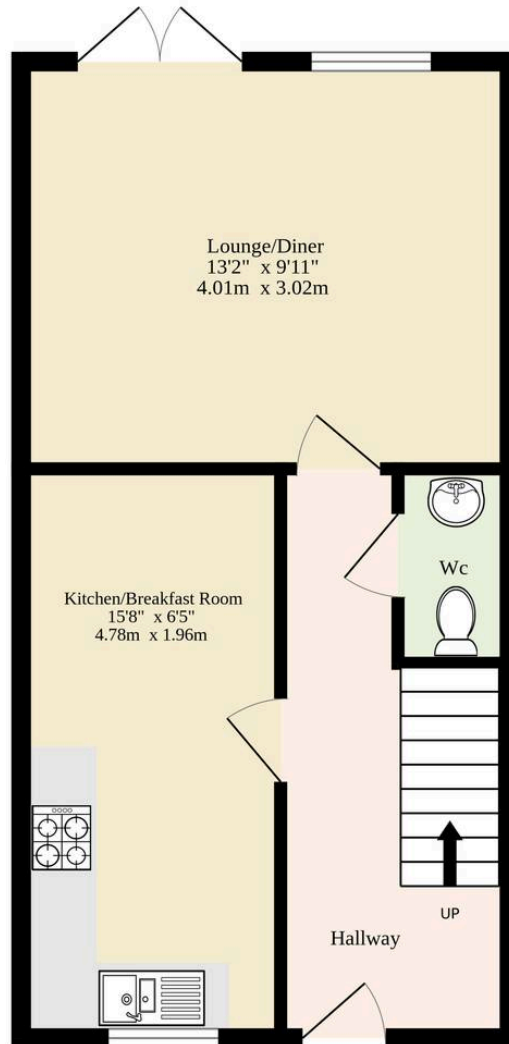 Lounge/Diner
13'2" x 9'11"
4.01m x 3.02m
Wc
Kitchen/Breakfast Room
15'8" x 6'5"
4.78m x 1.96m
UP
Hallway